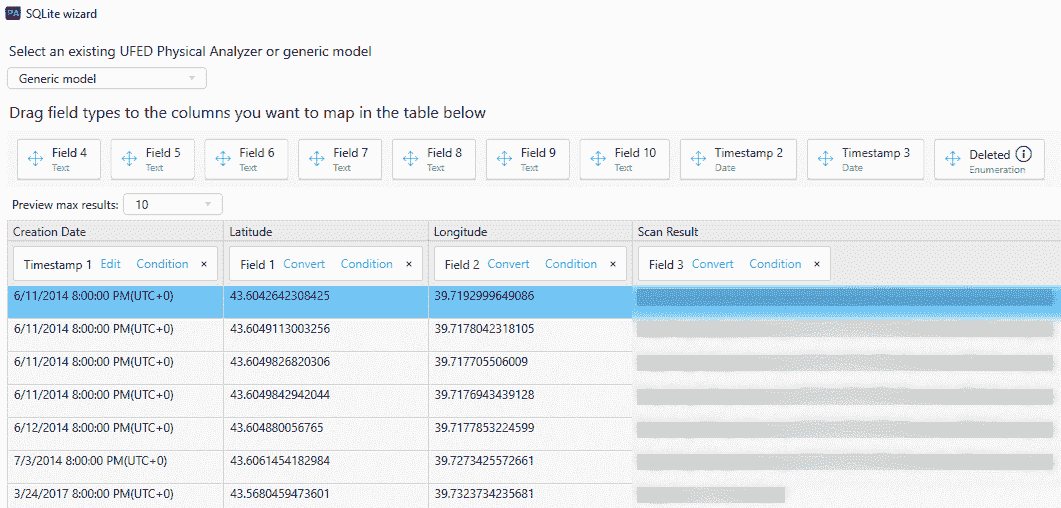 PA SQLite wizard
Select an existing UFED Physical Analyzer or generic model
Generic model
Drag field types to the columns you want to map in the table below
Field 4 Field 5 Field 6 Field 7 Field 8 Field 9 Field 10 Timestamp 2 Timestamp 3 Deleted
Text Text Text Text Text Text Text Date Date Enumeration
Preview max results: 10
Creation Date Latitude Longitude Scan Result
Timestamp 1 Edit Condition × Field 1 Convert Condition × Field 2 Convert Condition × Field 3 Convert Condition ×
6/11/2014 8:00:00 PM(UTC+0) 43.6042642308425 39.7192999649086
6/11/2014 8:00:00 PM(UTC+0) 43.6049113003256 39.7178042318105
6/11/2014 8:00:00 PM(UTC+0) 43.6049826820306 39.717705506009
6/11/2014 8:00:00 PM(UTC+0) 43.6049842942044 39.7176943439128
6/12/2014 8:00:00 PM(UTC+0) 43.604880056765 39.7177853224599
7/3/2014 8:00:00 PM(UTC+0) 43.6061454182984 39.7273425572661
3/24/2017 8:00:00 PM(UTC+0) 43.5680459473601 39.7323734235681